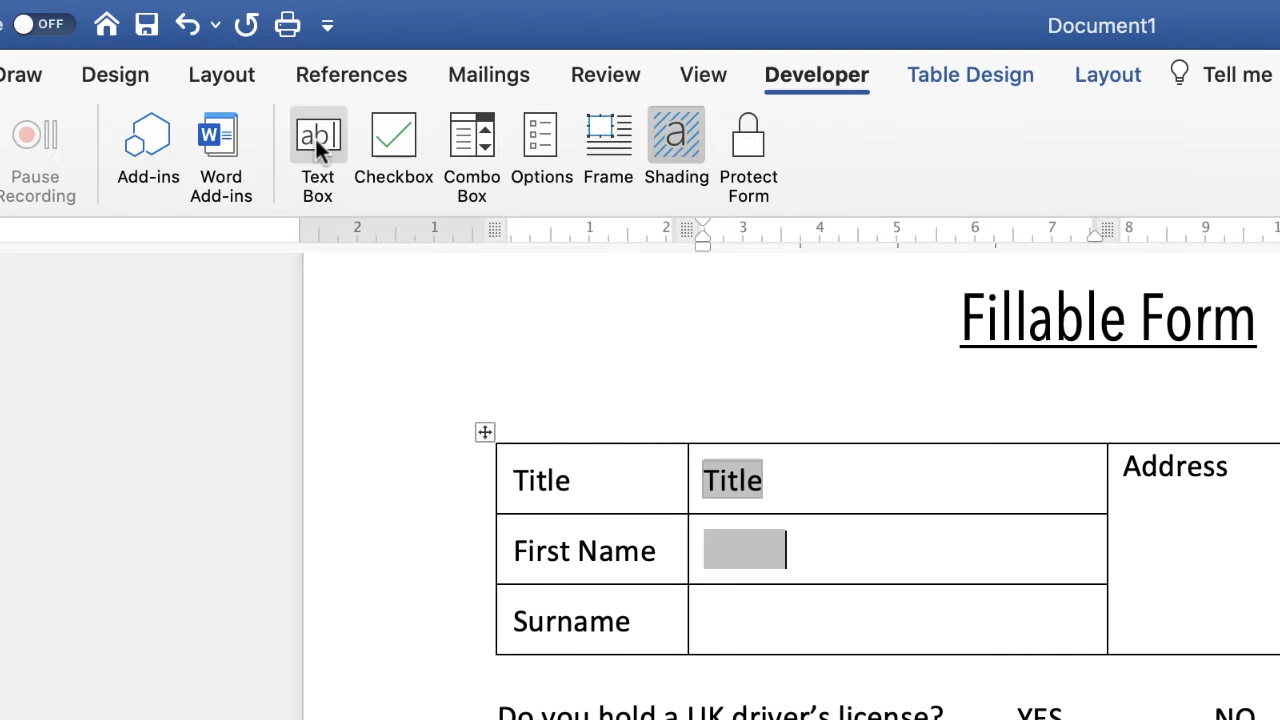 OFF
Document1
Draw Design Layout References Mailings Review View Developer Table Design Layout Tell me
Pause Recording
Add-ins
Word Add-ins
ab
Text Box
Checkbox
Combo Box
Options
Frame
a
Shading
Protect Form
2 1 1 2 3 4 5 6 7 8 9
Fillable Form
Title Title Address
First Name
Surname
Do you hold a UK driver's license? YES NO